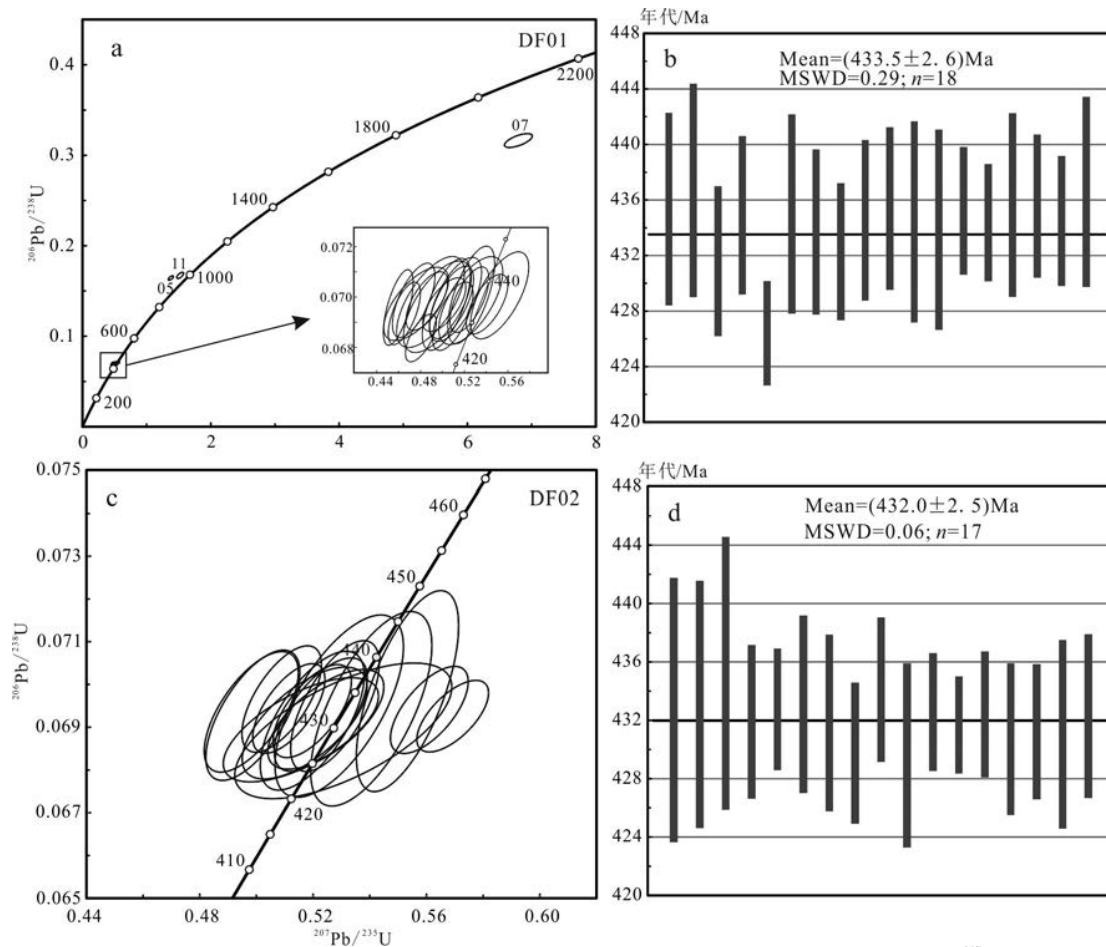 a
DF01
0.4
0.3
0.2
0.1
²⁰⁶Pb/²³⁸U
2200
1800
1400
1000
600
200
07
11
05
0.072
0.070
0.068
440
420
0.44 0.48 0.52 0.56
0 2 4 6 8
年代/Ma
b
Mean=(433.5±2.6)Ma
MSWD=0.29; n=18
448
444
440
436
432
428
424
420
c
DF02
0.075
0.073
0.071
0.069
0.067
0.065
²⁰⁶Pb/²³⁸U
460
450
440
430
420
410
0.44 0.48 0.52 0.56 0.60
²⁰⁷Pb/²³⁵U
年代/Ma
d
Mean=(432.0±2.5)Ma
MSWD=0.06; n=17
448
444
440
436
432
428
424
420